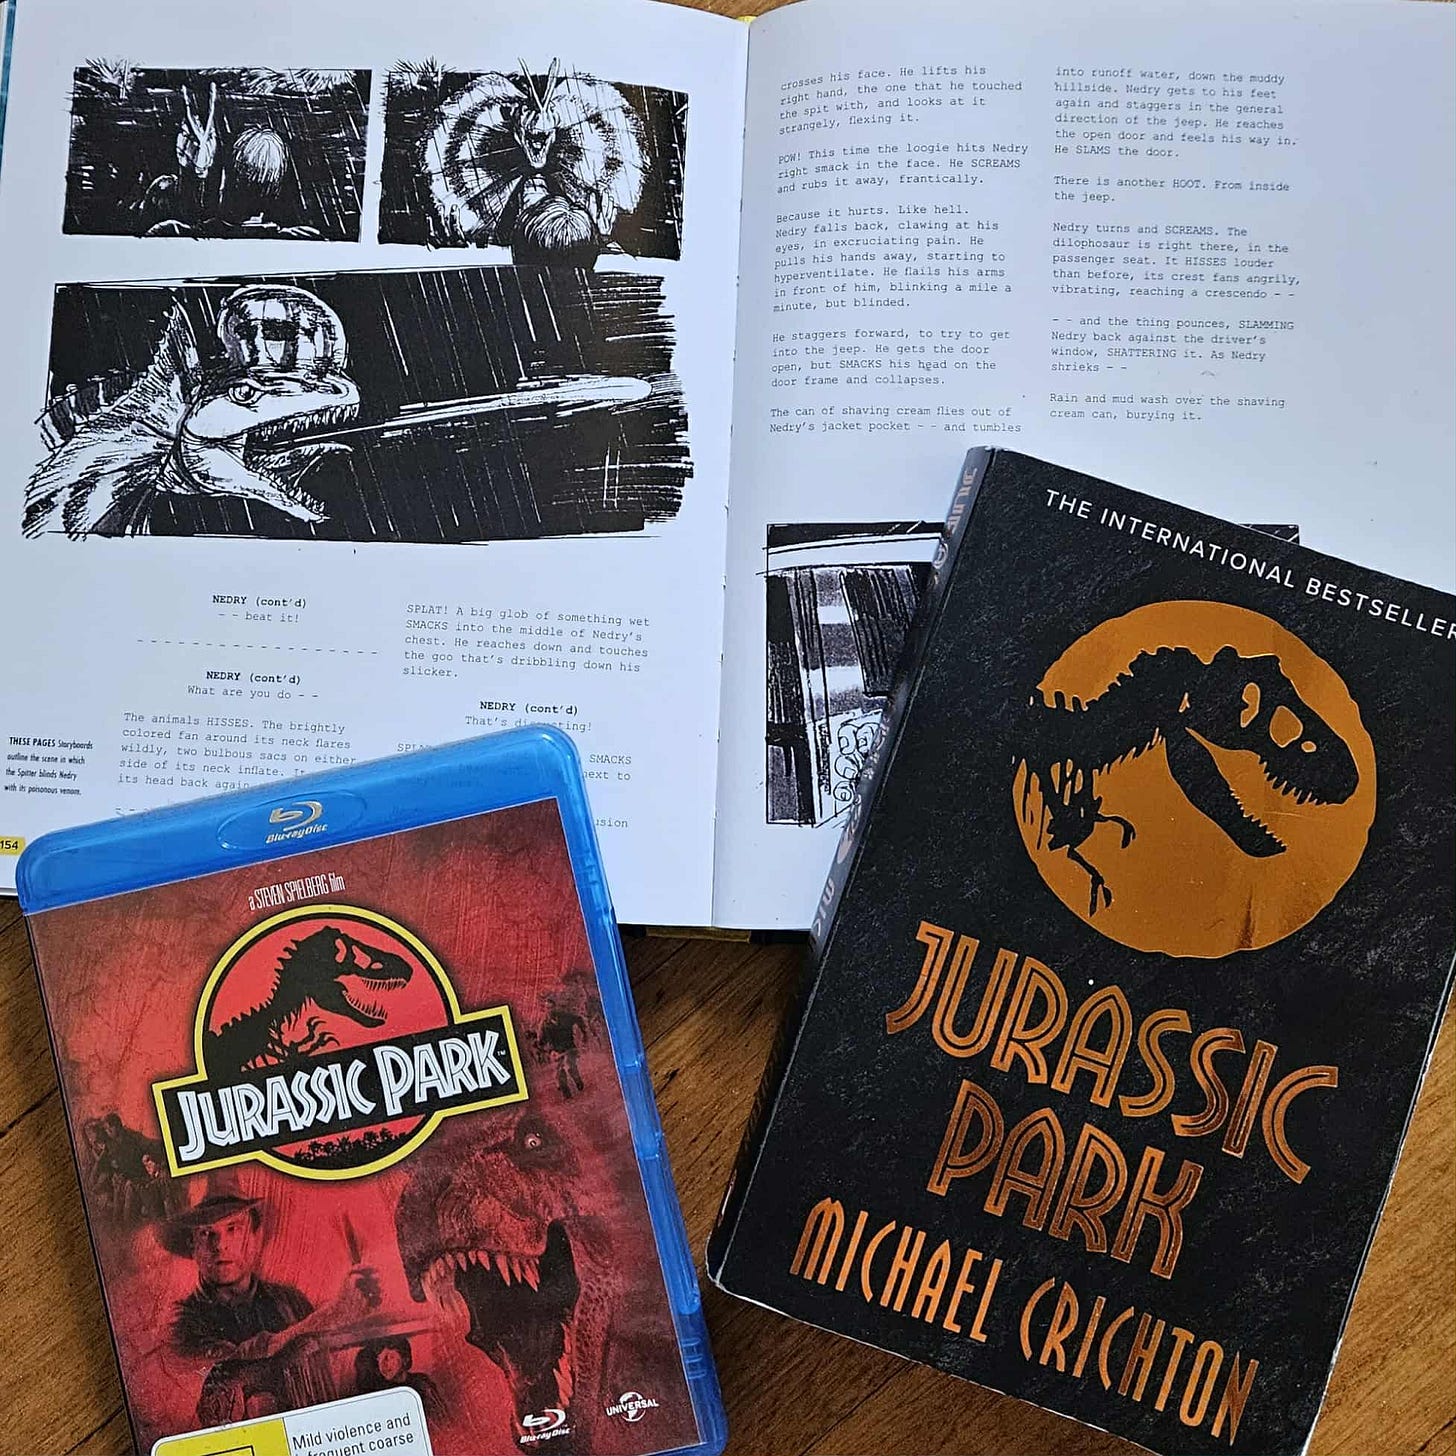 crosses his face. He lifts his
right hand, the one that he touched
the spit with, and looks at it
strangely, flexing it.
POW! This time the loogie hits Nedry
right smack in the face. He SCREAMS
and rubs it away, frantically.
Because it hurts. Like hell.
Nedry falls back, clawing at his
eyes, in excruciating pain. He
pulls his hands away, starting to
hyperventilate. He flails his arms
in front of him, blinking a mile a
minute, but blinded.
He staggers forward, to try to get
into the jeep. He gets the door
open, but SMACKS his head on the
door frame and collapses.
The can of shaving cream flies out of
Nedry's jacket pocket - - and tumbles
into runoff water, down the muddy
hillside. Nedry gets to his feet
again and staggers in the general
direction of the jeep. He reaches
the open door and feels his way in.
He SLAMS the door.
There is another HOOT. From inside
the jeep.
Nedry turns and SCREAMS. The
dilophosaur is right there, in the
passenger seat. It HISSES louder
than before, its crest fans angrily,
vibrating, reaching a crescendo - -
- - and the thing pounces, SLAMMING
Nedry back against the driver's
window, SHATTERING it. As Nedry
shrieks - -
Rain and mud wash over the shaving
cream can, burying it.
NEDRY (cont'd)
- - beat it!
NEDRY (cont'd)
What are you do - -
The animals HISSES. The brightly
colored fan around its neck flares
wildly, two bulbous sacs on either
side of its neck inflate. It
its head back again
SPLAT! A big glob of something wet
SMACKS into the middle of Nedry's
chest. He reaches down and touches
the goo that's dribbling down his
slicker.
NEDRY (cont'd)
That's disgusting!
SMACKS
next to
THESE PAGES Storyboards
outline the scene in which
the Spitter blinds Nedry
with its poisonous venom.
154
Blu-ray Disc
a STEVEN SPIELBERG film
JURASSIC PARK
TM
Mild violence and
frequent coarse
Blu-ray Disc
UNIVERSAL
THE INTERNATIONAL BESTSELLER
JURASSIC
PARK
MICHAEL CRICHTON